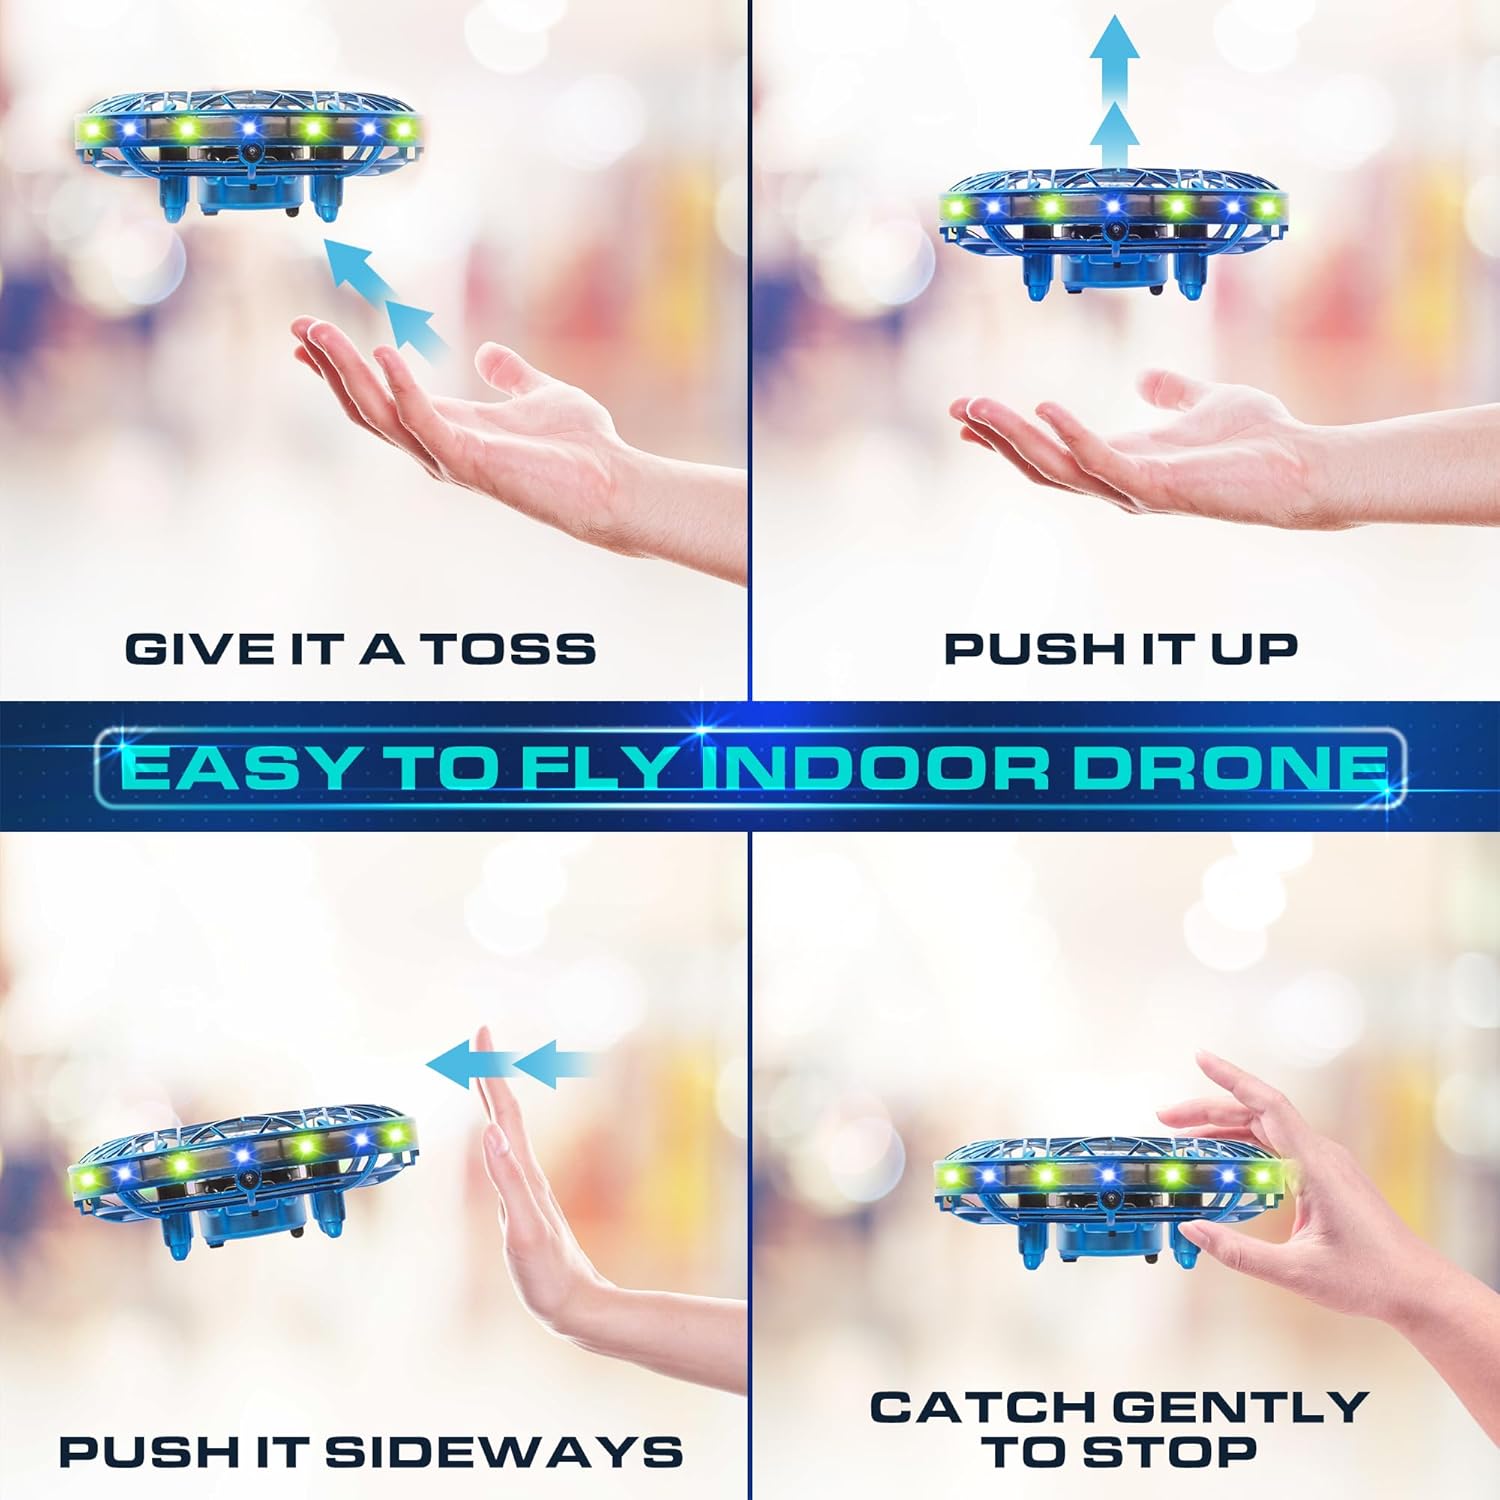 GIVE IT A TOSS
PUSH IT UP
EASY TO FLY INDOOR DRONE
PUSH IT SIDEWAYS
CATCH GENTLY
TO STOP